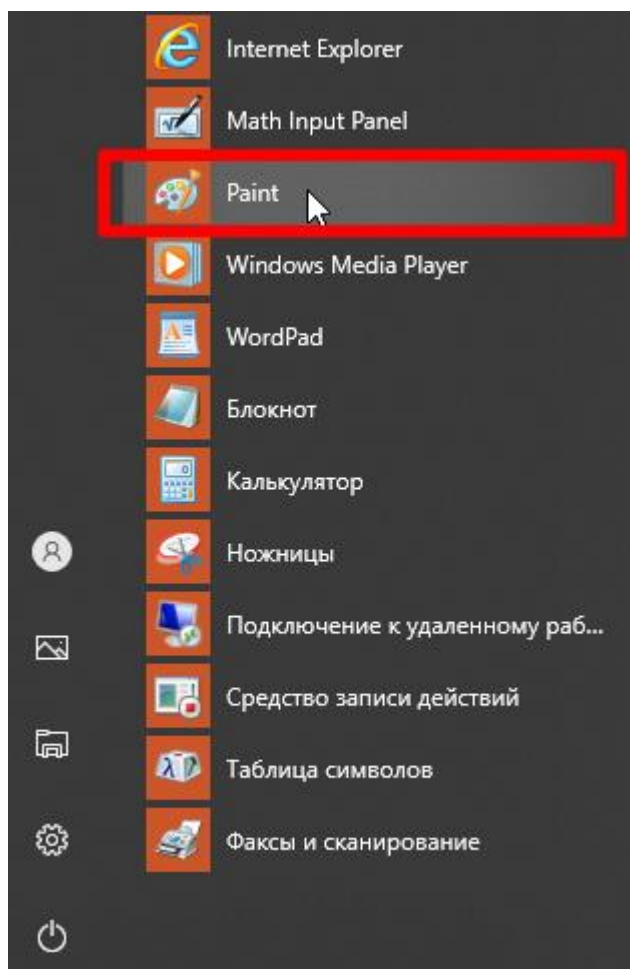 Internet Explorer
Math Input Panel
Paint
Windows Media Player
WordPad
Блокнот
Калькулятор
Ножницы
Подключение к удаленному раб...
Средство записи действий
Таблица символов
Факсы и сканирование